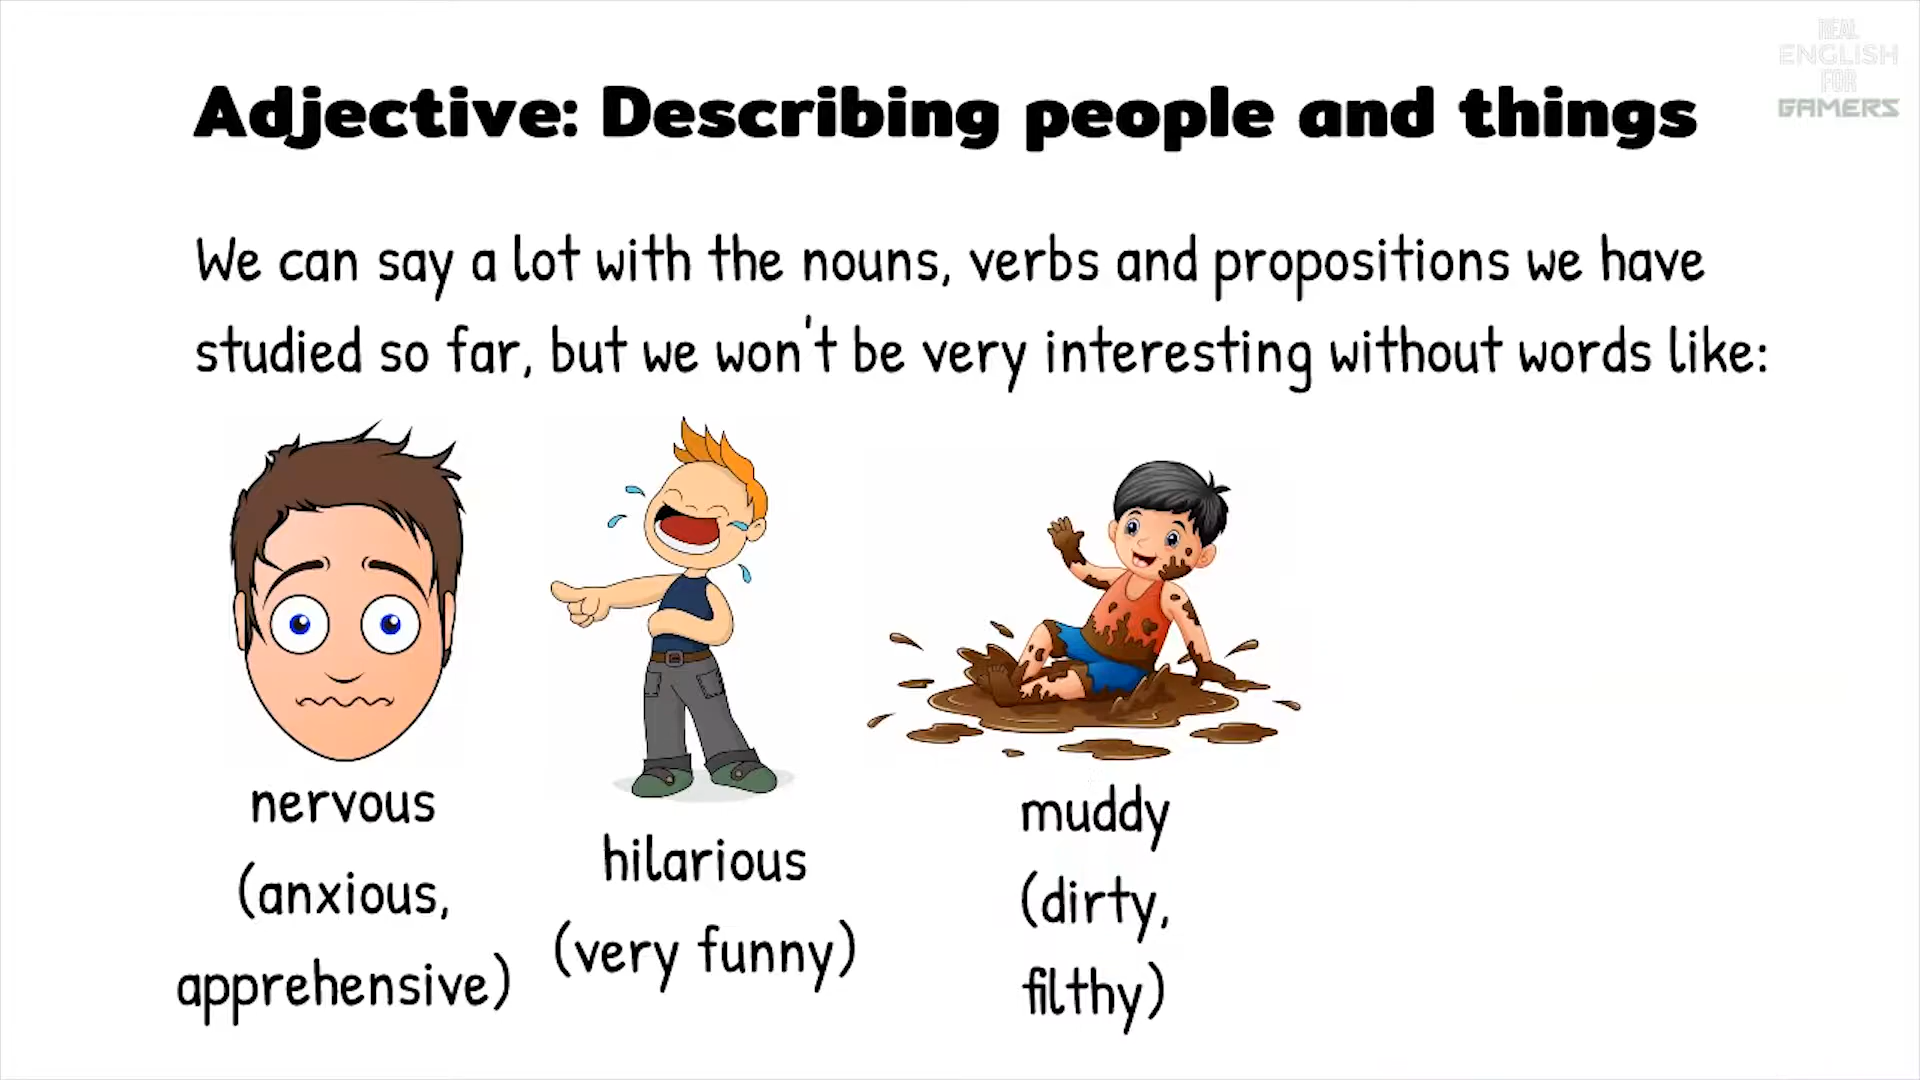 Adjective: Describing people and things
REAL
ENGLISH
FOR
GAMERS
We can say a lot with the nouns, verbs and propositions we have
studied so far, but we won't be very interesting without words like:
nervous
(anxious,
apprehensive)
hilarious
(very funny)
muddy
(dirty,
filthy)